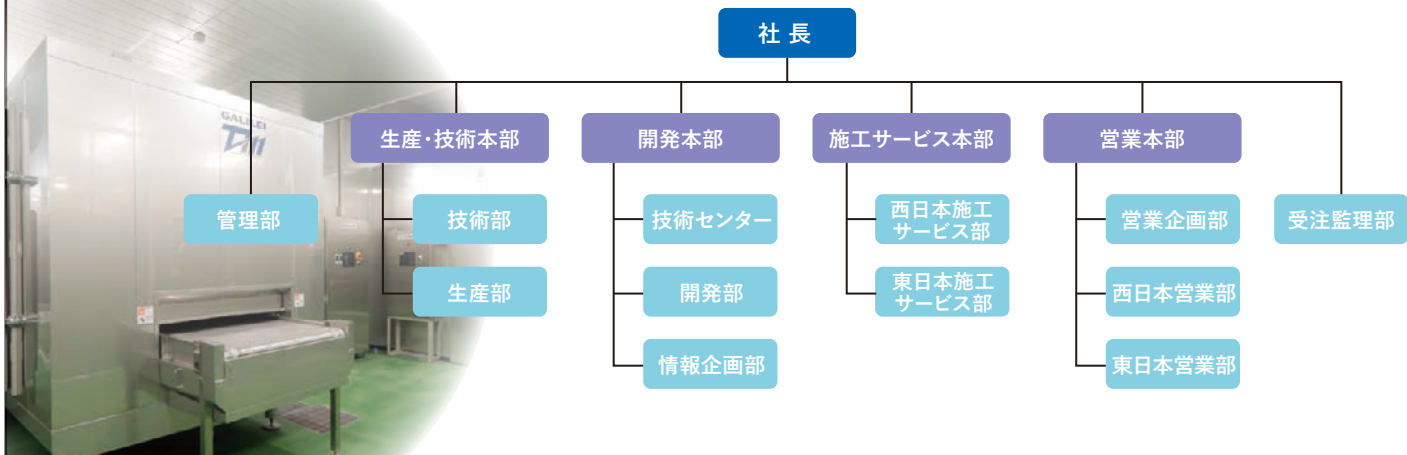 社 長
生産・技術本部
開発本部
施工サービス本部
営業本部
管理部
技術部
技術センター
西日本施工
サービス部
営業企画部
受注監理部
生産部
開発部
東日本施工
サービス部
西日本営業部
情報企画部
東日本営業部
GALILEI
TM